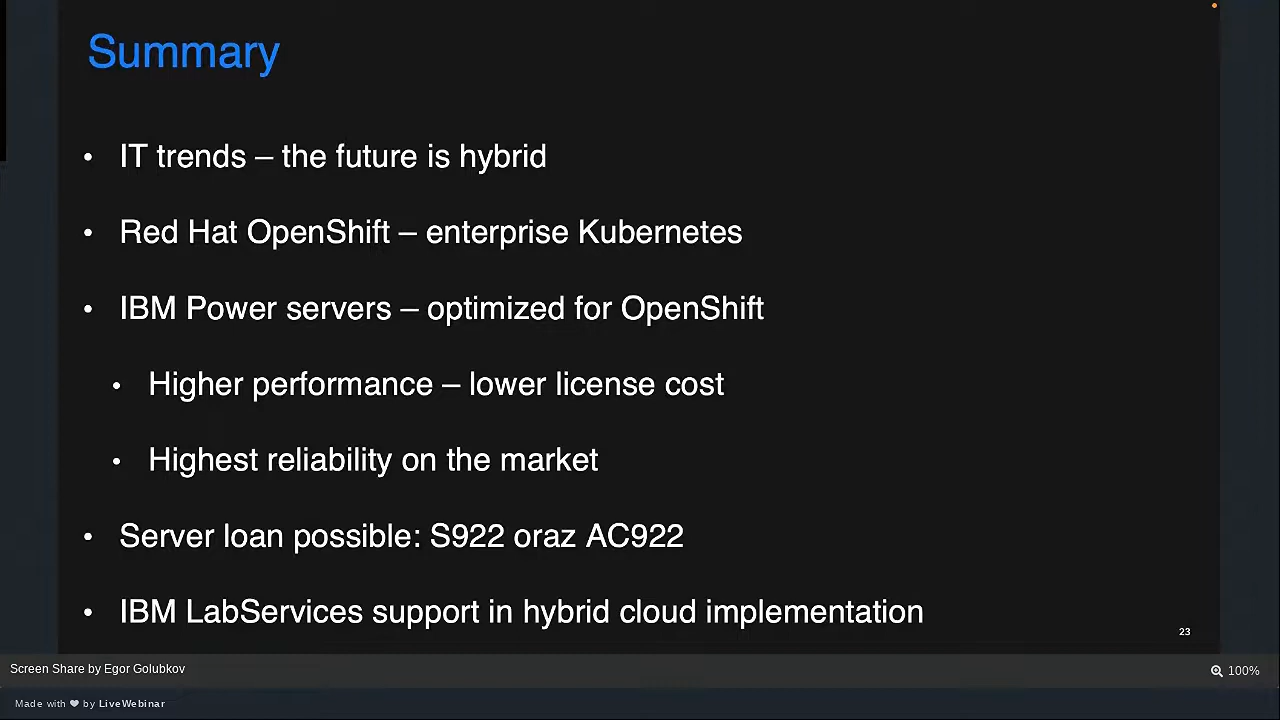 Summary
• IT trends – the future is hybrid
• Red Hat OpenShift – enterprise Kubernetes
• IBM Power servers – optimized for OpenShift
• Higher performance – lower license cost
• Highest reliability on the market
• Server loan possible: S922 oraz AC922
• IBM LabServices support in hybrid cloud implementation
23
Screen Share by Egor Golubkov
100%
Made with ❤ by LiveWebinar